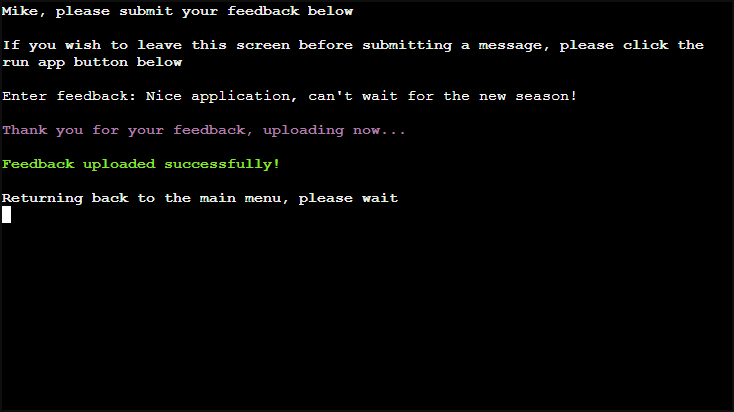 Mike, please submit your feedback below
If you wish to leave this screen before submitting a message, please click the
run app button below
Enter feedback: Nice application, can't wait for the new season!
Thank you for your feedback, uploading now...
Feedback uploaded successfully!
Returning back to the main menu, please wait